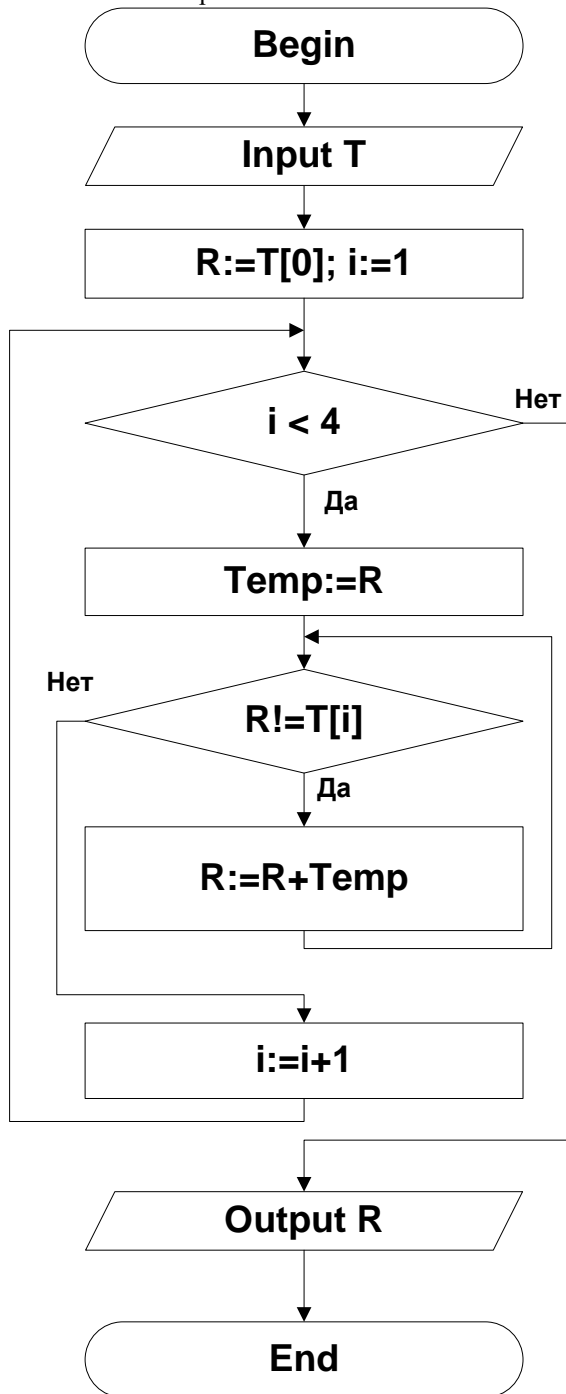 Begin
Input T
R:=T[0]; i:=1
i < 4
Нет
Да
Temp:=R
Нет
R!=T[i]
Да
R:=R+Temp
i:=i+1
Output R
End